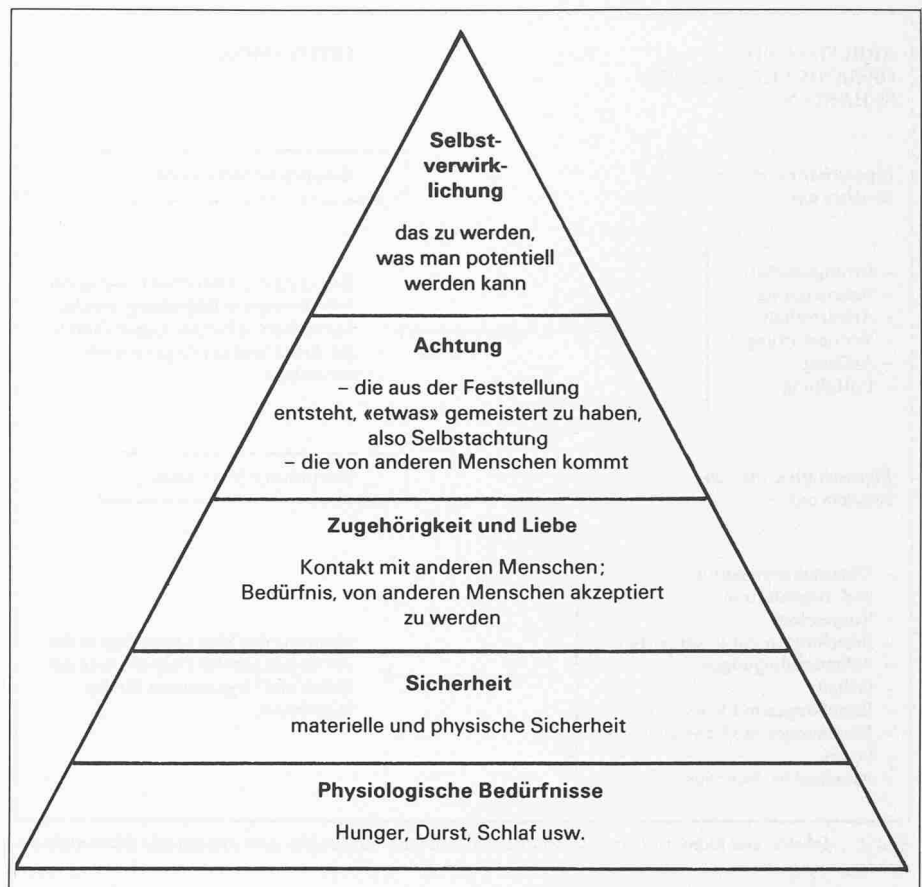 Selbst-
verwirk-
lichung
das zu werden,
was man potentiell
werden kann
Achtung
– die aus der Feststellung
entsteht, «etwas» gemeistert zu haben,
also Selbstachtung
– die von anderen Menschen kommt
Zugehörigkeit und Liebe
Kontakt mit anderen Menschen;
Bedürfnis, von anderen Menschen akzeptiert
zu werden
Sicherheit
materielle und physische Sicherheit
Physiologische Bedürfnisse
Hunger, Durst, Schlaf usw.